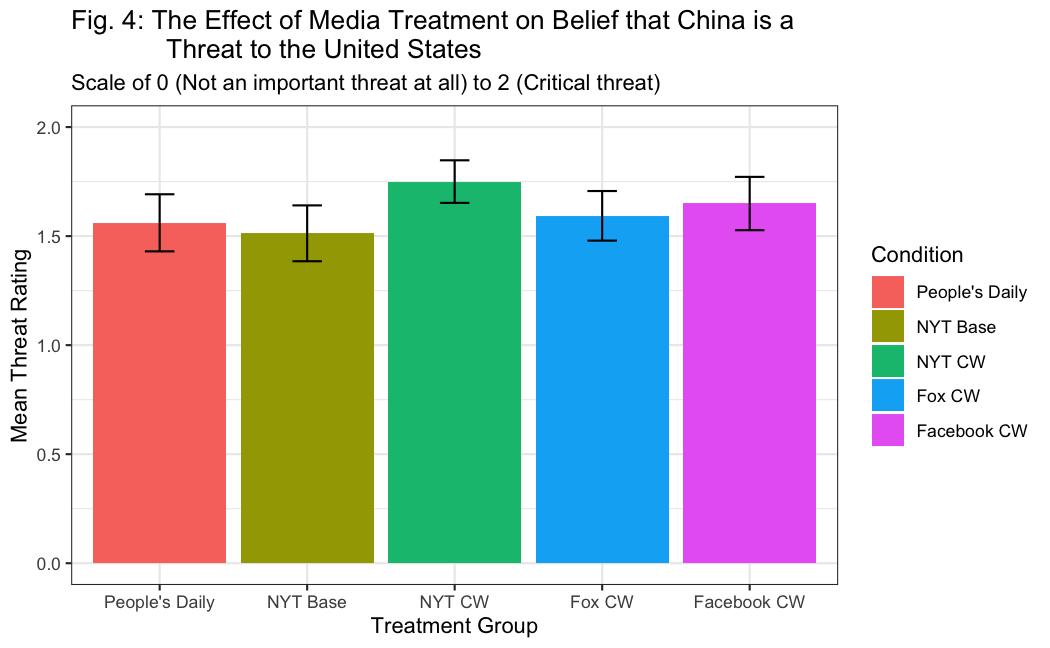 Fig. 4: The Effect of Media Treatment on Belief that China is a
Threat to the United States
Scale of 0 (Not an important threat at all) to 2 (Critical threat)
Mean Threat Rating
2.0
1.5
1.0
0.5
0.0
People's Daily
NYT Base
NYT CW
Fox CW
Facebook CW
Treatment Group
Condition
People's Daily
NYT Base
NYT CW
Fox CW
Facebook CW